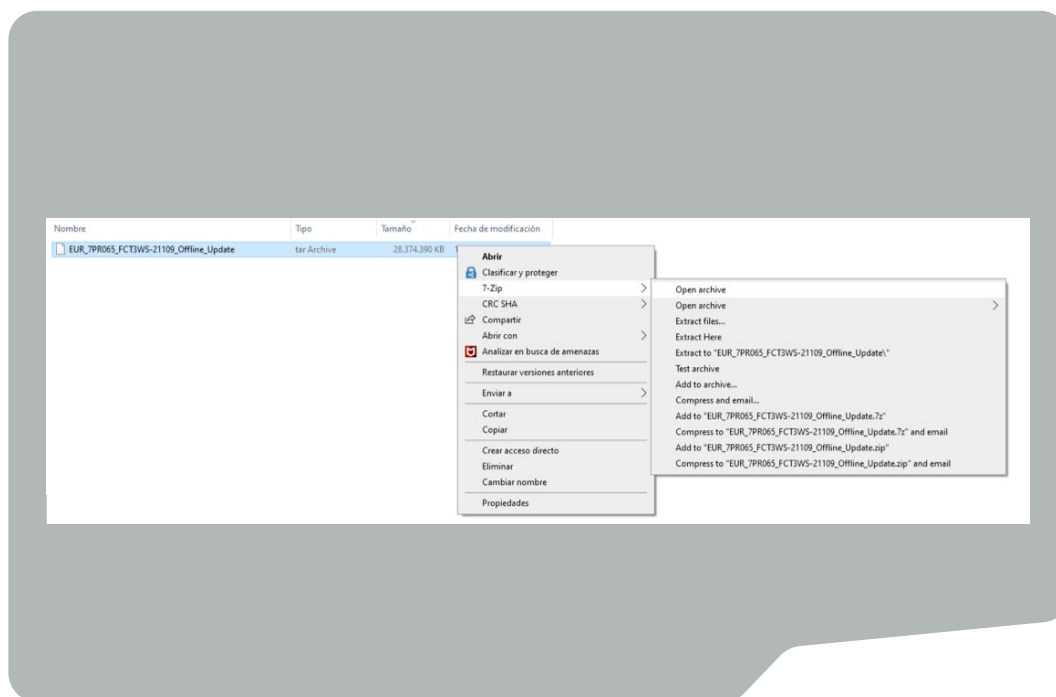 Nombre Tipo Tamaño Fecha de modificación
EUR_7PR065_FCT3WS-21109_Offline_Update tar Archive 28.374.390 KB
Abrir
Clasificar y proteger
7-Zip
CRC SHA
Compartir
Abrir con
Analizar en busca de amenazas
Restaurar versiones anteriores
Enviar a
Cortar
Copiar
Crear acceso directo
Eliminar
Cambiar nombre
Propiedades
Open archive
Open archive
Extract files...
Extract Here
Extract to "EUR_7PR065_FCT3WS-21109_Offline_Update\"
Test archive
Add to archive...
Compress and email...
Add to "EUR_7PR065_FCT3WS-21109_Offline_Update.7z"
Compress to "EUR_7PR065_FCT3WS-21109_Offline_Update.7z" and email
Add to "EUR_7PR065_FCT3WS-21109_Offline_Update.zip"
Compress to "EUR_7PR065_FCT3WS-21109_Offline_Update.zip" and email